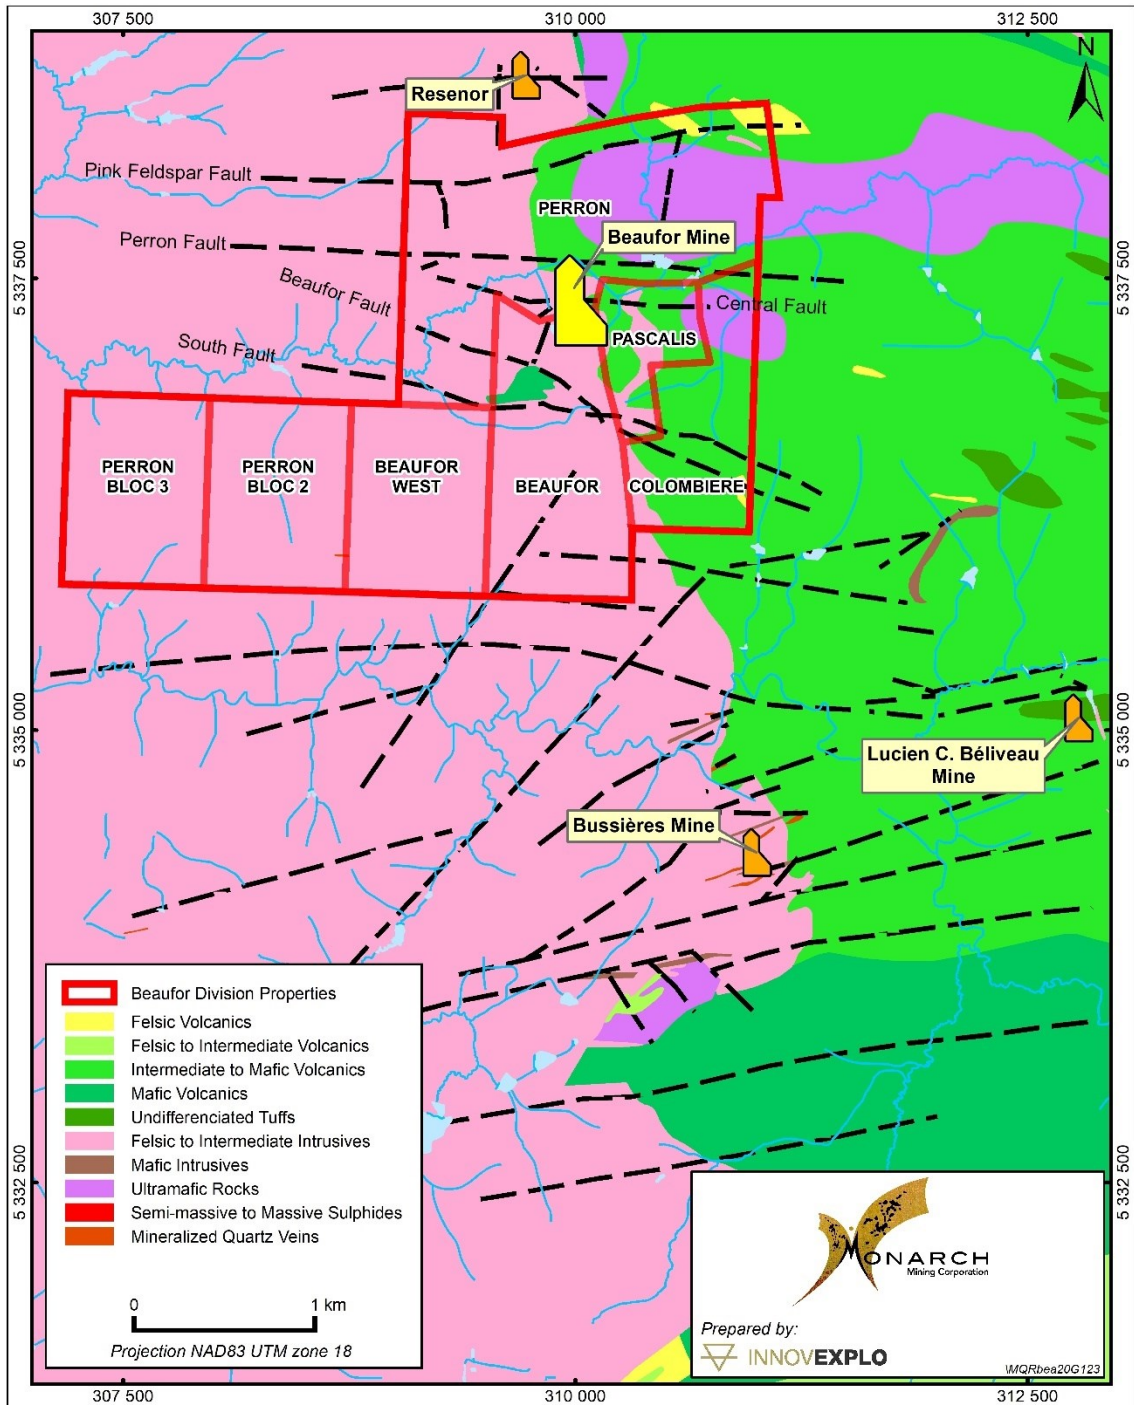 307 500
310 000
312 500
N
Resenor
Pink Feldspar Fault
PERRON
Perron Fault
Beaufor Mine
5 337 500
5 337 500
Beaufor Fault
Central Fault
South Fault
PASCALIS
PERRON
BLOC 3
PERRON
BLOC 2
BEAUFOR
WEST
BEAUFOR
COLOMBIERE
5 335 000
5 335 000
Lucien C. Béliveau
Mine
Bussières Mine
Beaufor Division Properties
Felsic Volcanics
Felsic to Intermediate Volcanics
Intermediate to Mafic Volcanics
Mafic Volcanics
Undifferenciated Tuffs
Felsic to Intermediate Intrusives
Mafic Intrusives
Ultramafic Rocks
Semi-massive to Massive Sulphides
Mineralized Quartz Veins
0
1 km
Projection NAD83 UTM zone 18
5 332 500
5 332 500
MONARCH
Mining Corporation
Prepared by:
INNOVEXPLO
\MQRbea20G123
307 500
310 000
312 500